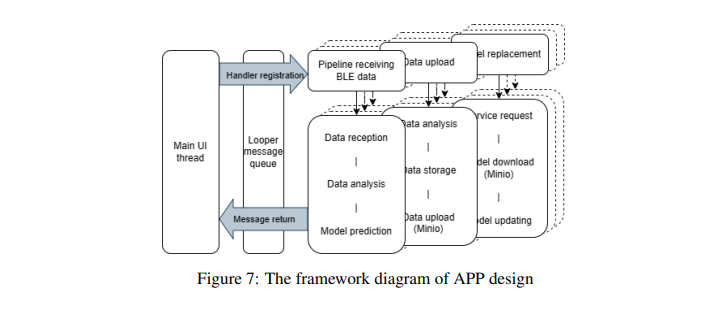 Pipeline receiving
BLE data
Data upload
el replacement
Handler registration
Main UI
thread
Looper
message
queue
Data reception
|
Data analysis
|
Model prediction
ata analysis
|
ata storage
|
Data upload
(Minio)
rvice request
|
del download
(Minio)
|
del updating
Message return
Figure 7: The framework diagram of APP design